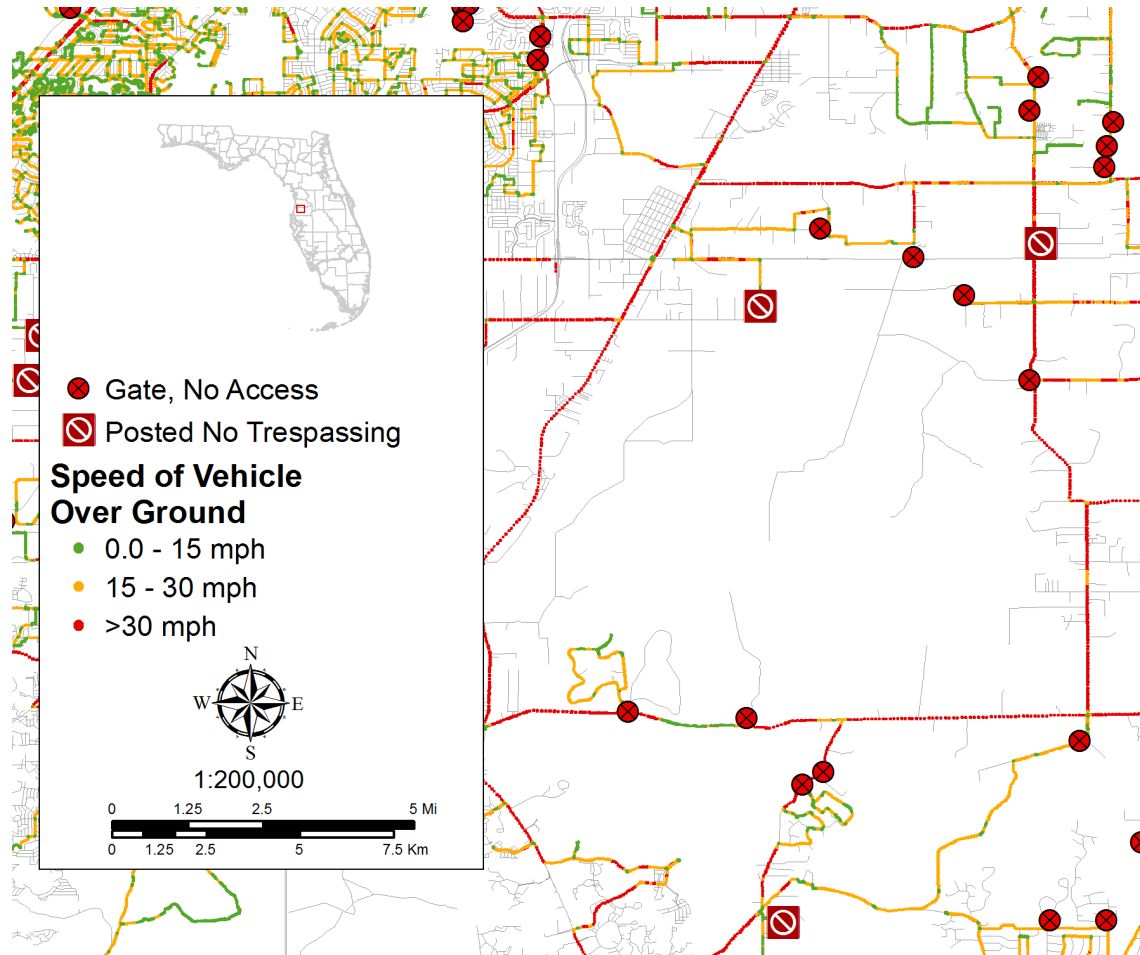 Gate, No Access
Posted No Trespassing
Speed of Vehicle
Over Ground
0.0 - 15 mph
15 - 30 mph
>30 mph
N
W E
S
1:200,000
0 1.25 2.5 5 Mi
0 1.25 2.5 5 7.5 Km